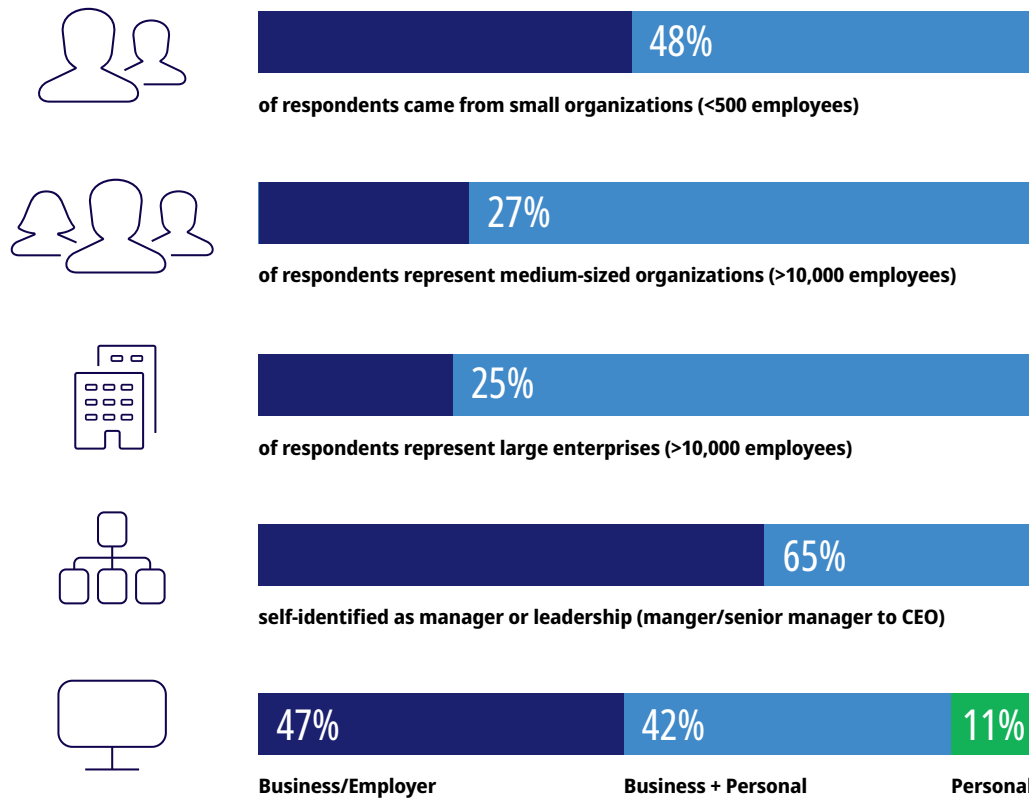 48%
of respondents came from small organizations (<500 employees)
27%
of respondents represent medium-sized organizations (>10,000 employees)
25%
of respondents represent large enterprises (>10,000 employees)
65%
self-identified as manager or leadership (manger/senior manager to CEO)
47% 42% 11%
Business/Employer Business + Personal Personal